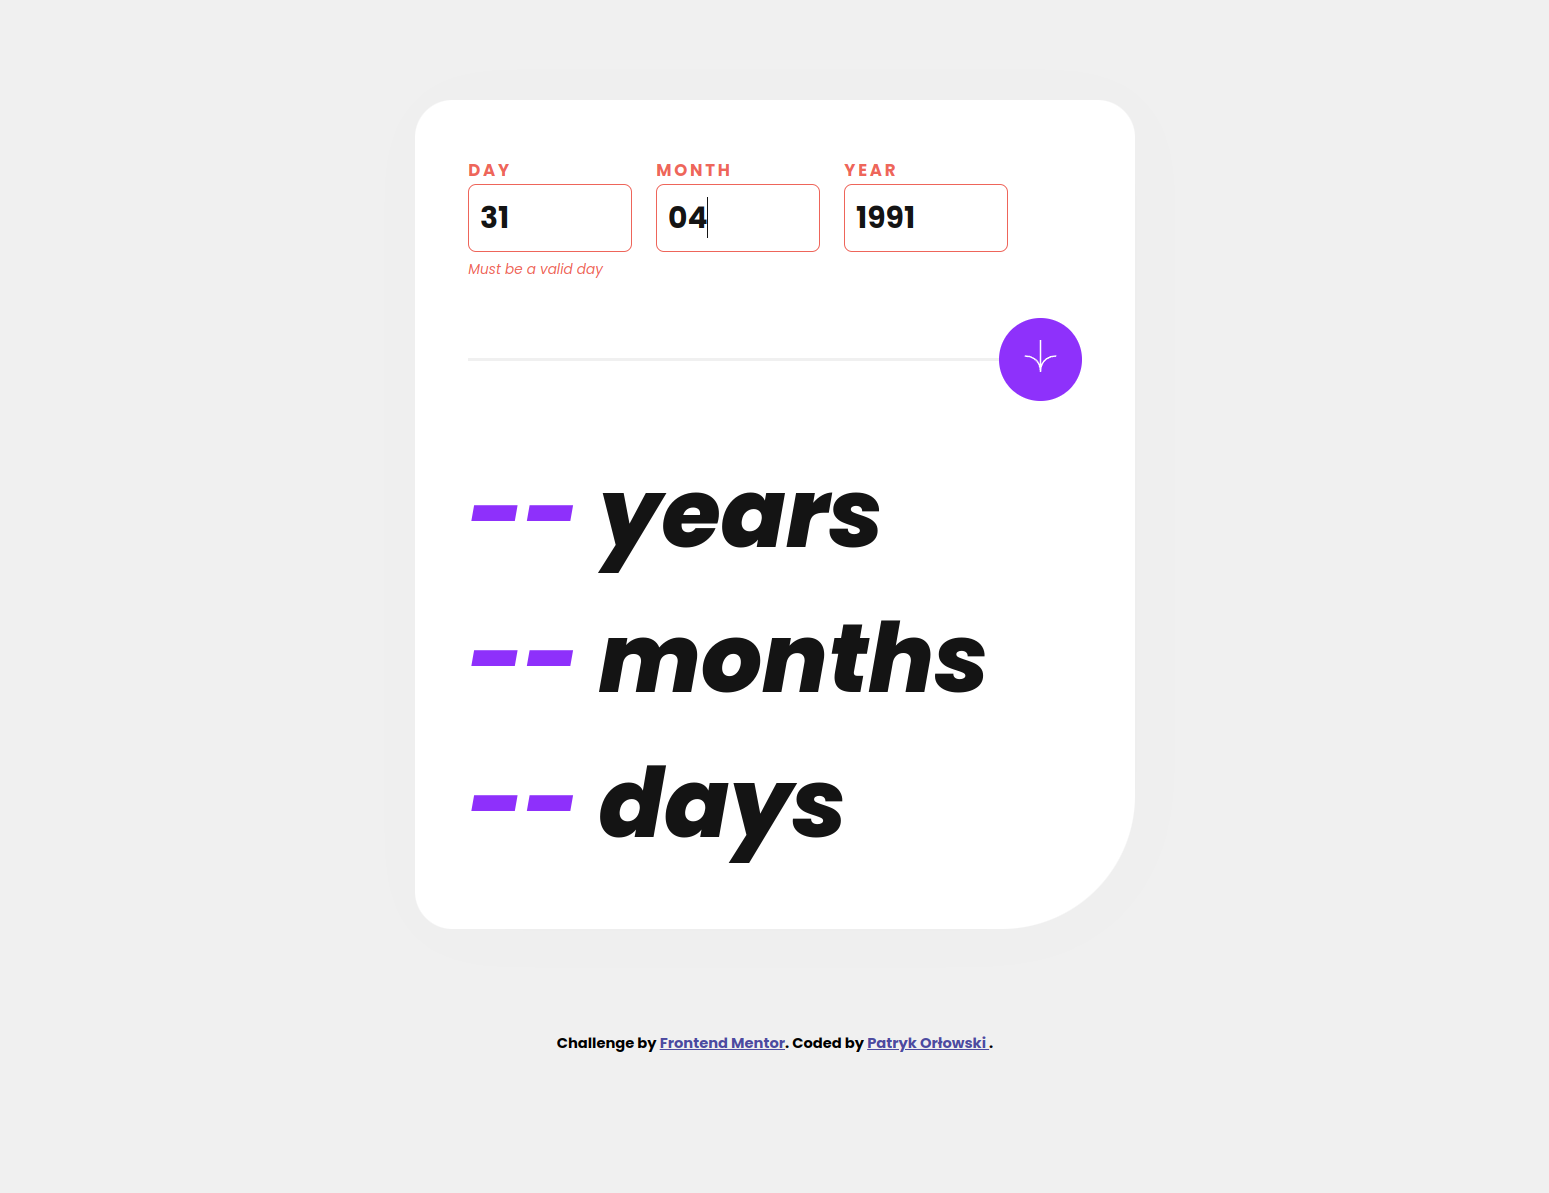 DAY MONTH YEAR
31 04 1991
Must be a valid day
-- years
-- months
-- days
Challenge by Frontend Mentor. Coded by Patryk Orłowski .